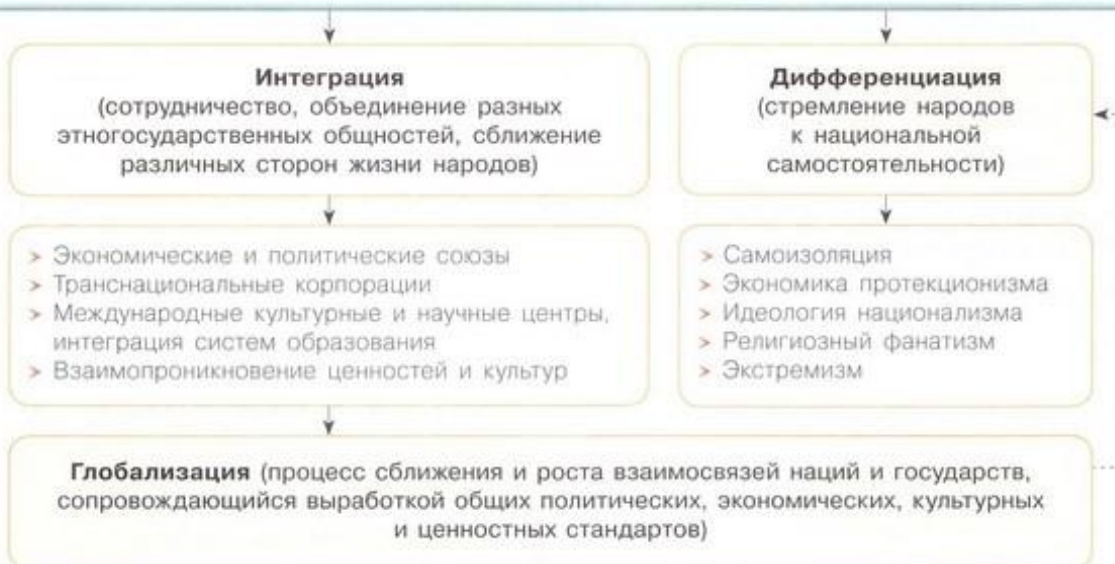 Интеграция
(сотрудничество, объединение разных
этногосударственных общностей, сближение
различных сторон жизни народов)
Дифференциация
(стремление народов
к национальной
самостоятельности)
> Экономические и политические союзы
> Транснациональные корпорации
> Международные культурные и научные центры,
интеграция систем образования
> Взаимопроникновение ценностей и культур
> Самоизоляция
> Экономика протекционизма
> Идеология национализма
> Религиозный фанатизм
> Экстремизм
Глобализация (процесс сближения и роста взаимосвязей наций и государств,
сопровождающийся выработкой общих политических, экономических, культурных
и ценностных стандартов)